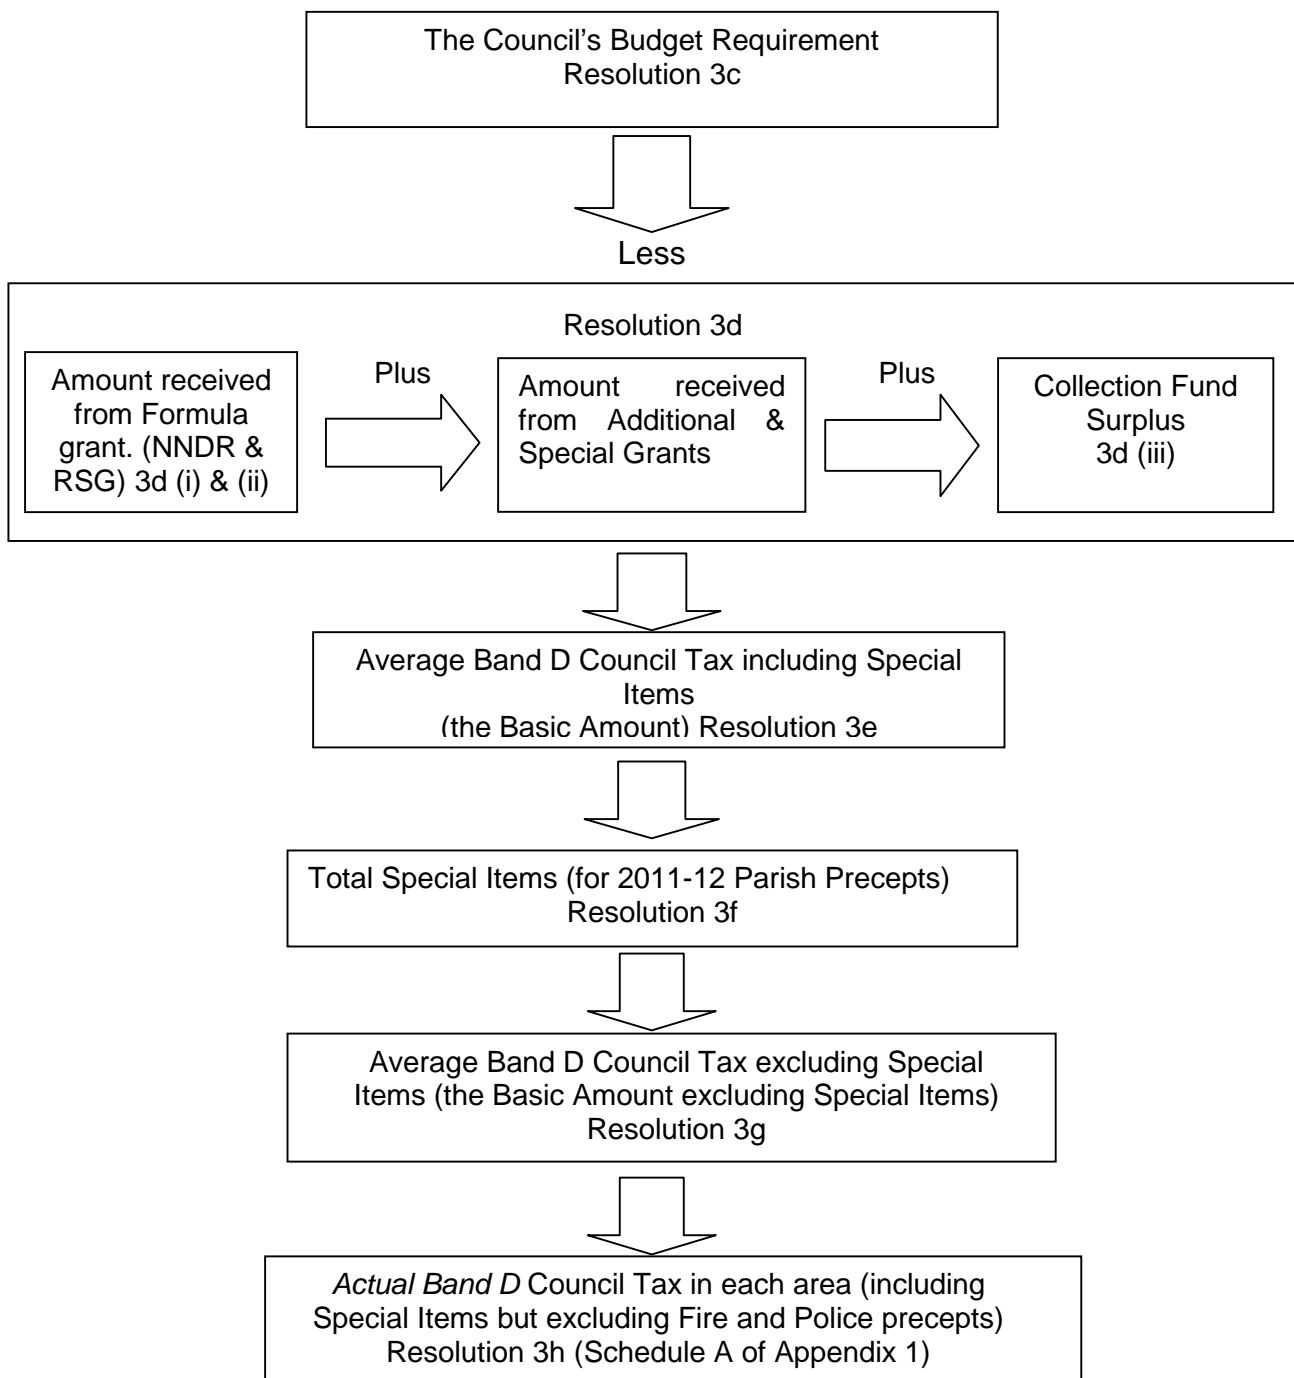 The Council's Budget Requirement
Resolution 3c
Less
Resolution 3d
Amount received
from Formula
grant. (NNDR &
RSG) 3d (i) & (ii)
Plus
Amount received
from Additional &
Special Grants
Plus
Collection Fund
Surplus
3d (iii)
Average Band D Council Tax including Special
Items
(the Basic Amount) Resolution 3e
Total Special Items (for 2011-12 Parish Precepts)
Resolution 3f
Average Band D Council Tax excluding Special
Items (the Basic Amount excluding Special Items)
Resolution 3g
Actual Band D Council Tax in each area (including
Special Items but excluding Fire and Police precepts)
Resolution 3h (Schedule A of Appendix 1)